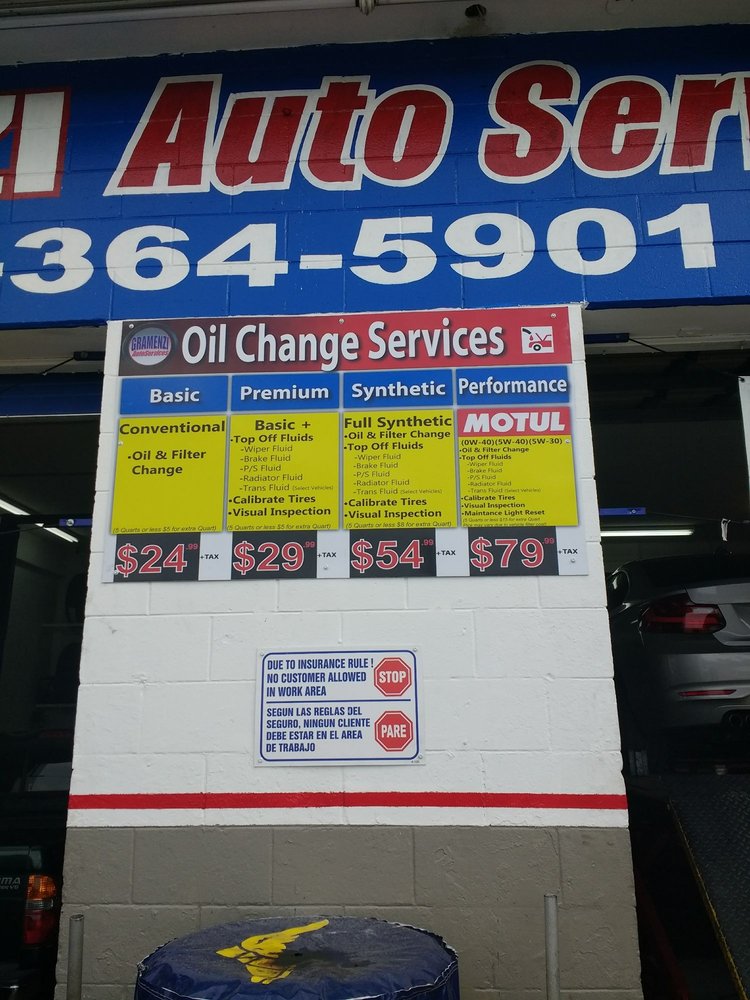 ZI Auto Ser
-364-5901
GRAMENZI
AutoServices
Oil Change Services
Basic
Conventional
•Oil & Filter
Change
(5 Quarts or less $5 for extra Quart)
$24.99 +TAX
Premium
Basic +
•Top Off Fluids
-Wiper Fluid
-Brake Fluid
-P/S Fluid
-Radiator Fluid
-Trans Fluid (Select Vehicles)
•Calibrate Tires
•Visual Inspection
(5 Quarts or less $5 for extra Quart)
$29.99 +TAX
Synthetic
Full Synthetic
•Oil & Filter Change
•Top Off Fluids
-Wiper Fluid
-Brake Fluid
-P/S Fluid
-Radiator Fluid
-Trans Fluid (Select Vehicles)
•Calibrate Tires
•Visual Inspection
(5 Quarts or less $8 for extra Quart)
$54.99 +TAX
Performance
MOTUL
(0W-40)(5W-40)(5W-30)
•Oil & Filter Change
•Top Off Fluids
-Wiper Fluid
-Brake Fluid
-P/S Fluid
-Radiator Fluid
-Trans Fluid (Select Vehicles)
•Calibrate Tires
•Visual Inspection
•Maintance Light Reset
$79.99 +TAX
DUE TO INSURANCE RULE !
NO CUSTOMER ALLOWED
IN WORK AREA
STOP
SEGUN LAS REGLAS DEL
SEGURO, NINGUN CLIENTE
DEBE ESTAR EN EL AREA
DE TRABAJO
PARE